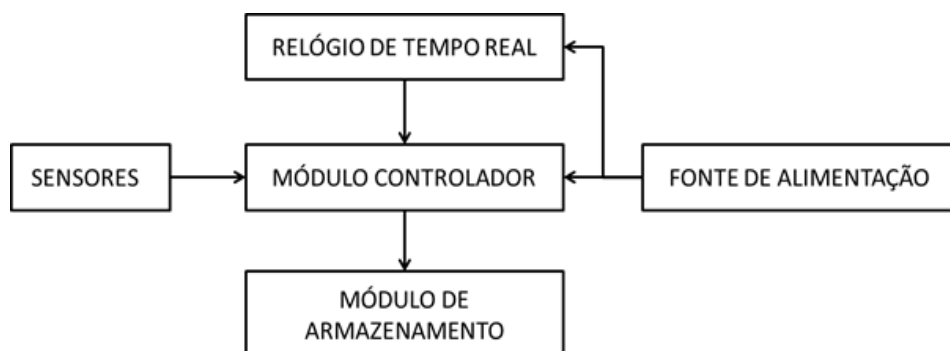 RELÓGIO DE TEMPO REAL
SENSORES
MÓDULO CONTROLADOR
FONTE DE ALIMENTAÇÃO
MÓDULO DE
ARMAZENAMENTO